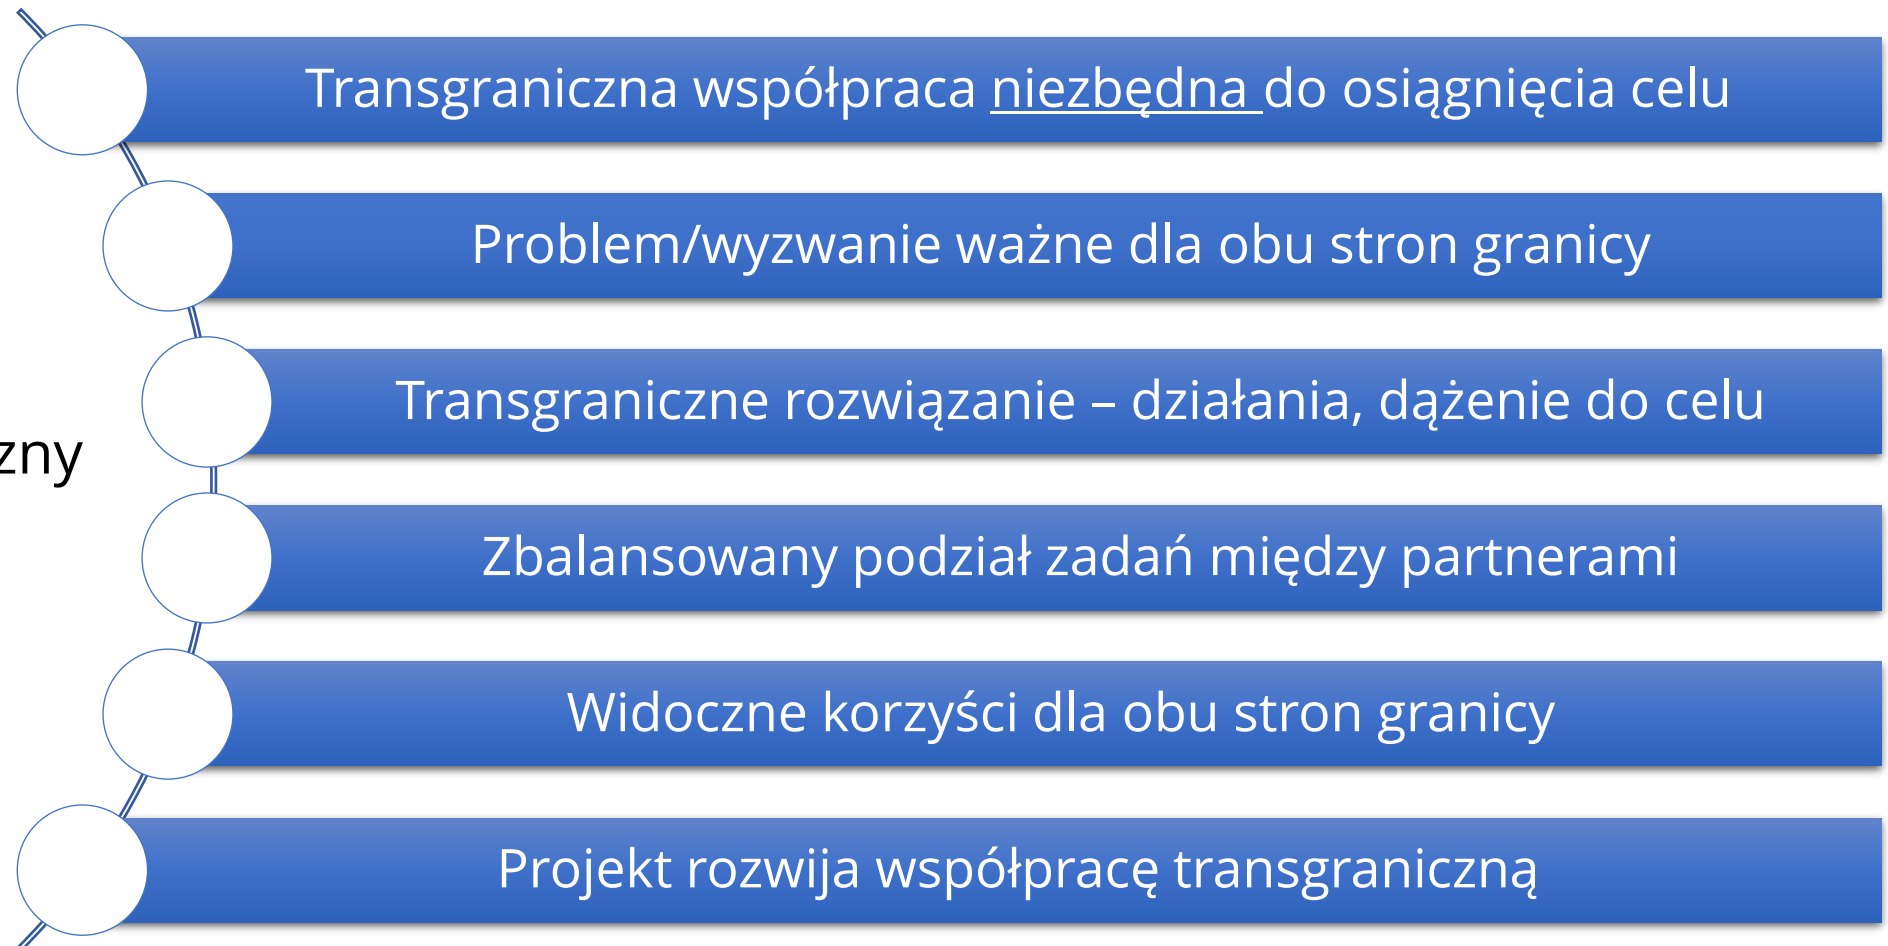 Transgraniczna współpraca niezbędna do osiągnięcia celu
Problem/wyzwanie ważne dla obu stron granicy
Transgraniczne rozwiązanie – działania, dążenie do celu
Zbalansowany podział zadań między partnerami
Widoczne korzyści dla obu stron granicy
Projekt rozwija współpracę transgraniczną